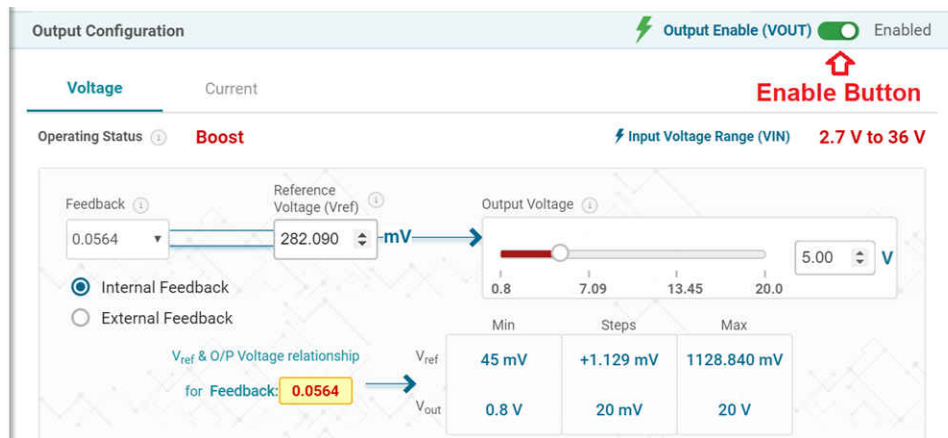 Output Configuration
Output Enable (VOUT) Enabled
Enable Button
Voltage Current
Operating Status Boost Input Voltage Range (VIN) 2.7 V to 36 V
Feedback Reference Voltage (Vref) Output Voltage
0.0564 282.090 mV 5.00 V
0.8 7.09 13.45 20.0
Internal Feedback
External Feedback
Min Steps Max
Vref & O/P Voltage relationship
for Feedback: 0.0564
Vref 45 mV +1.129 mV 1128.840 mV
Vout 0.8 V 20 mV 20 V